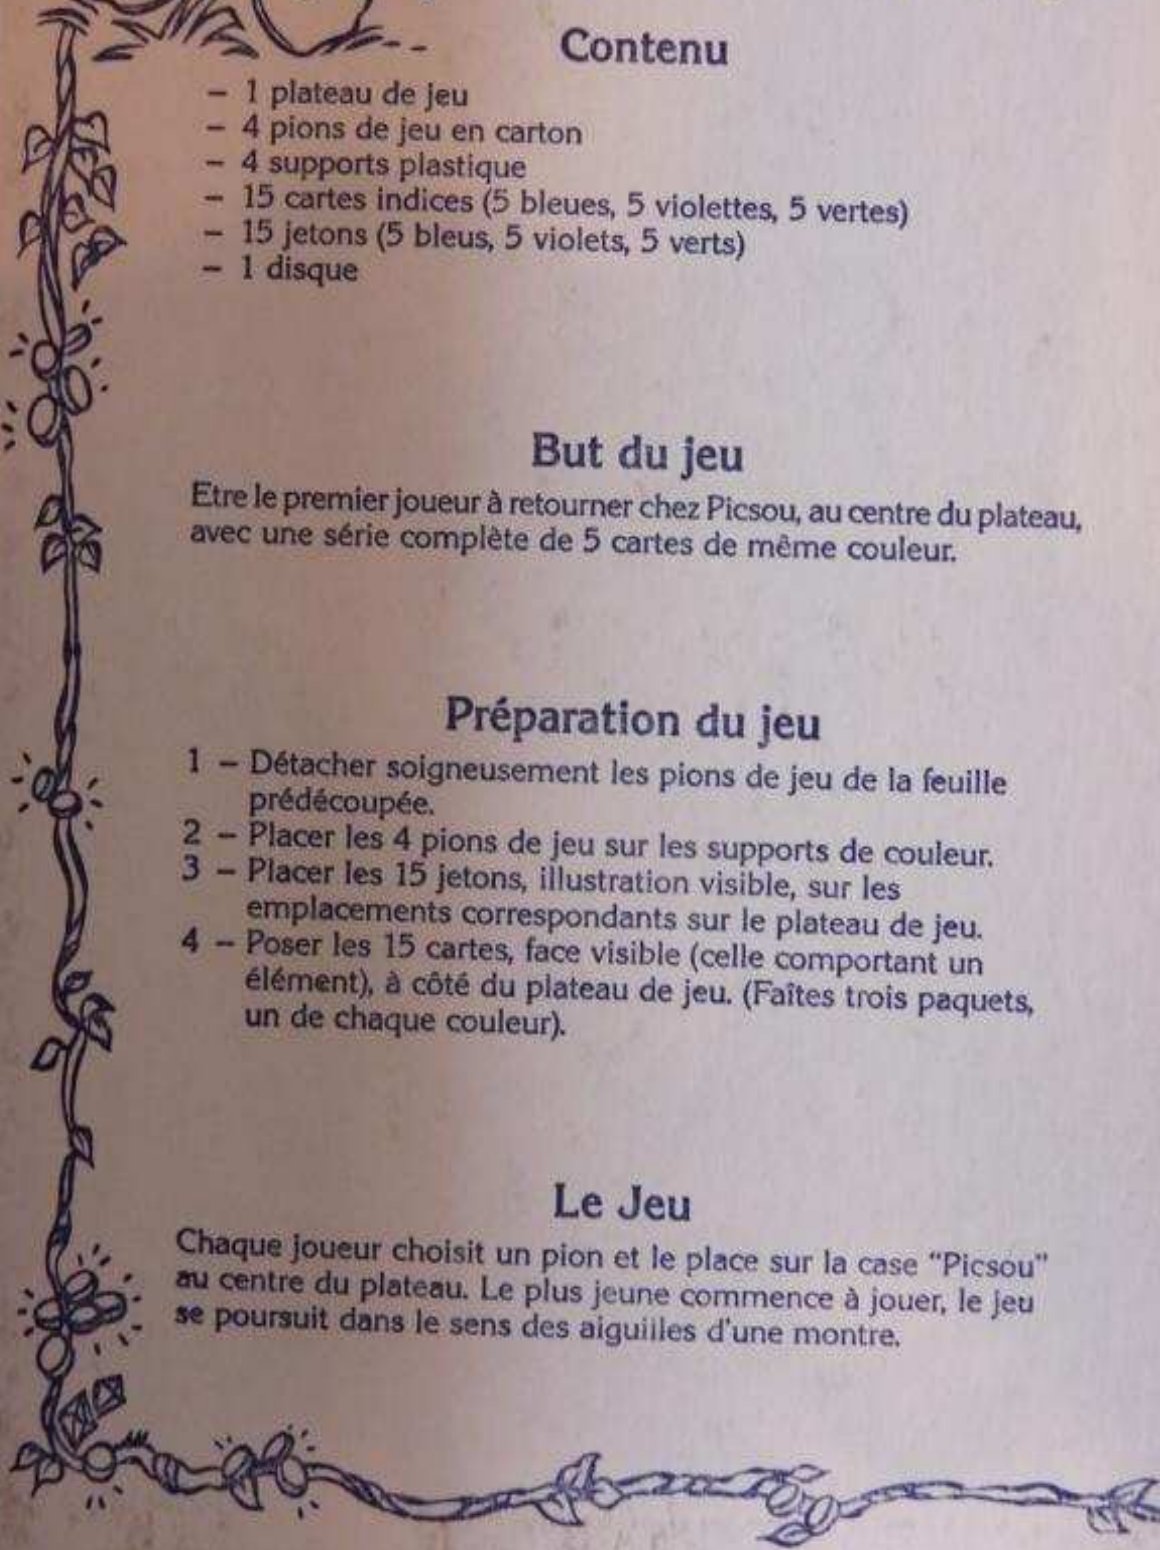 Contenu
– 1 plateau de jeu
– 4 pions de jeu en carton
– 4 supports plastique
– 15 cartes indices (5 bleues, 5 violettes, 5 vertes)
– 15 jetons (5 bleus, 5 violets, 5 verts)
– 1 disque
But du jeu
Etre le premier joueur à retourner chez Picsou, au centre du plateau,
avec une série complète de 5 cartes de même couleur.
Préparation du jeu
1 – Détacher soigneusement les pions de jeu de la feuille
prédécoupée.
2 – Placer les 4 pions de jeu sur les supports de couleur.
3 – Placer les 15 jetons, illustration visible, sur les
emplacements correspondants sur le plateau de jeu.
4 – Poser les 15 cartes, face visible (celle comportant un
élément), à côté du plateau de jeu. (Faîtes trois paquets,
un de chaque couleur).
Le Jeu
Chaque joueur choisit un pion et le place sur la case "Picsou"
au centre du plateau. Le plus jeune commence à jouer, le jeu
se poursuit dans le sens des aiguilles d'une montre.